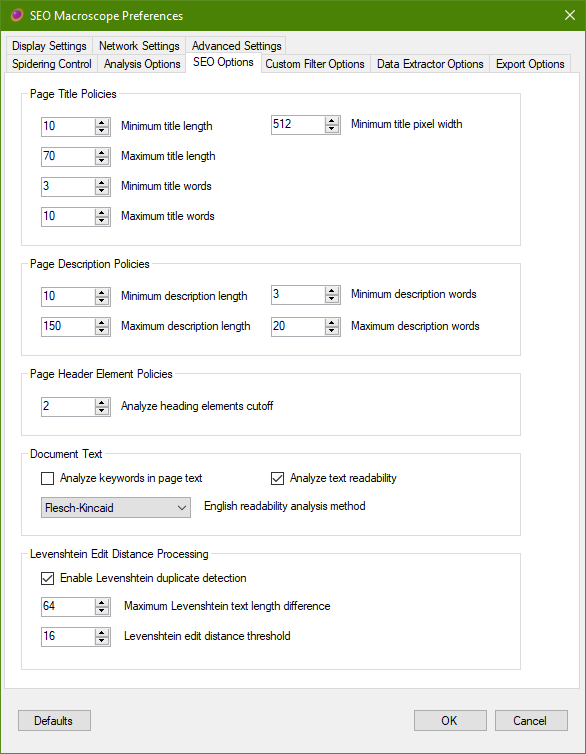 SEO Macroscope Preferences
Display Settings Network Settings Advanced Settings
Spidering Control Analysis Options SEO Options Custom Filter Options Data Extractor Options Export Options
Page Title Policies
10 Minimum title length 512 Minimum title pixel width
70 Maximum title length
3 Minimum title words
10 Maximum title words
Page Description Policies
10 Minimum description length 3 Minimum description words
150 Maximum description length 20 Maximum description words
Page Header Element Policies
2 Analyze heading elements cutoff
Document Text
Analyze keywords in page text Analyze text readability
Flesch-Kincaid English readability analysis method
Levenshtein Edit Distance Processing
Enable Levenshtein duplicate detection
64 Maximum Levenshtein text length difference
16 Levenshtein edit distance threshold
Defaults OK Cancel